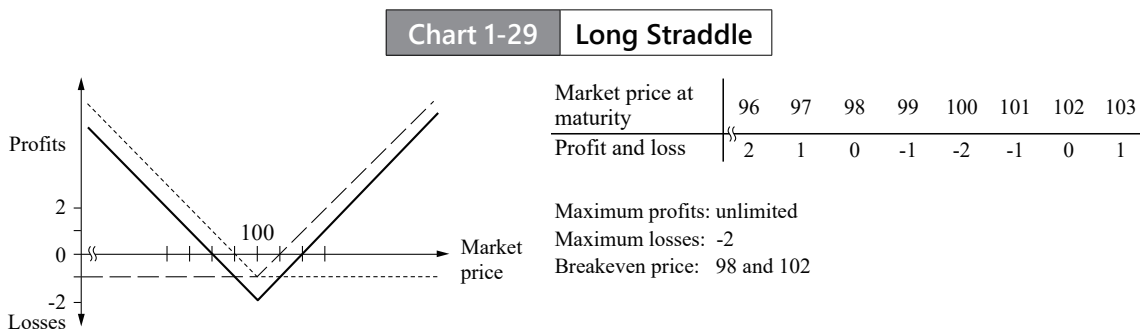 Chart 1-29 Long Straddle
Profits
2
0
-2
Losses
100
Market
price
Market price at
maturity
96 97 98 99 100 101 102 103
Profit and loss
2 1 0 -1 -2 -1 0 1
Maximum profits: unlimited
Maximum losses: -2
Breakeven price: 98 and 102